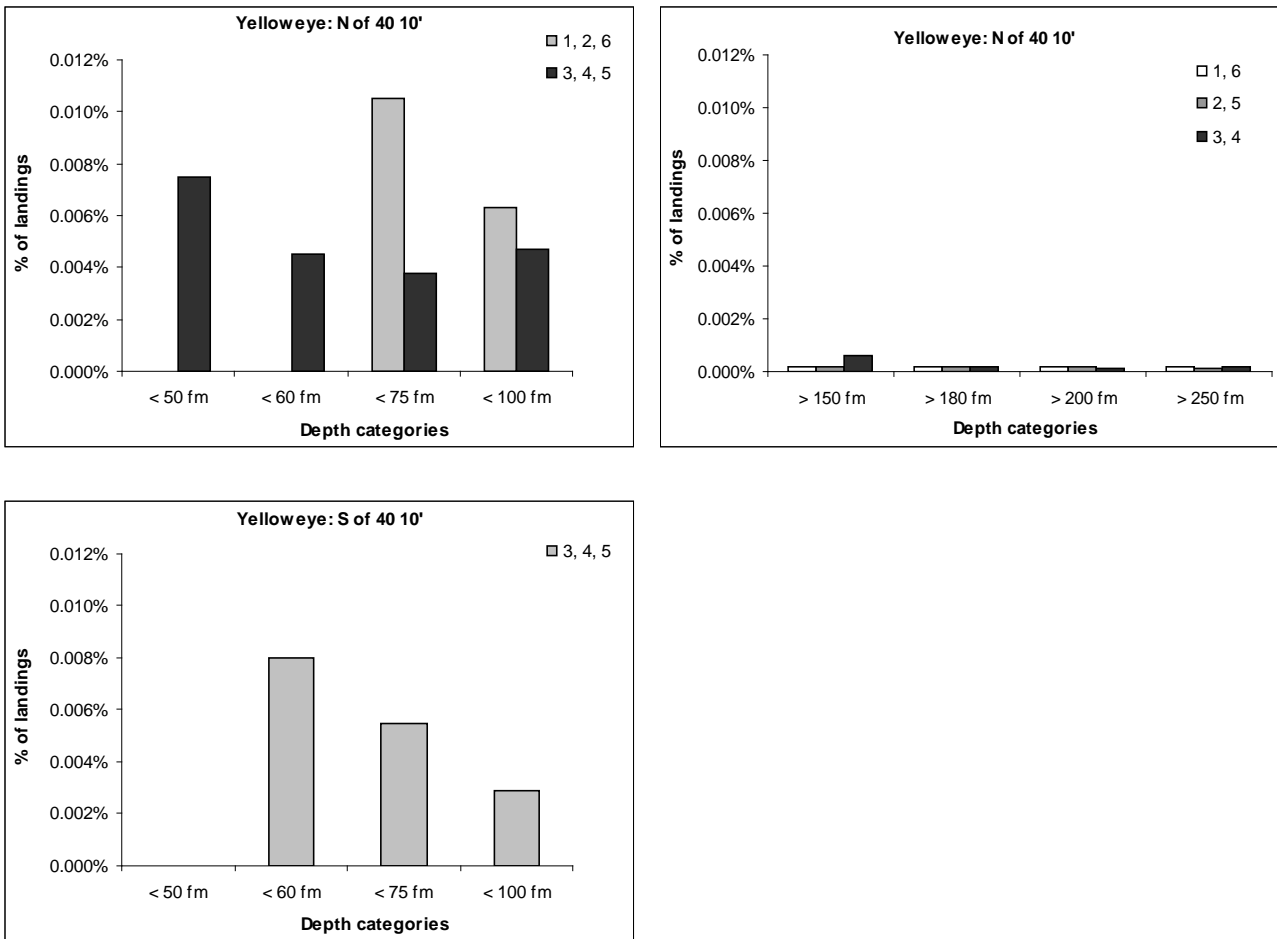 Yelloweye: N of 40 10'
1, 2, 6
3, 4, 5
0.012%
0.010%
0.008%
0.006%
0.004%
0.002%
0.000%
% of landings
< 50 fm
< 60 fm
< 75 fm
< 100 fm
Depth categories
Yelloweye: N of 40 10'
1, 6
2, 5
3, 4
0.012%
0.010%
0.008%
0.006%
0.004%
0.002%
0.000%
% of landings
> 150 fm
> 180 fm
> 200 fm
> 250 fm
Depth categories
Yelloweye: S of 40 10'
3, 4, 5
0.012%
0.010%
0.008%
0.006%
0.004%
0.002%
0.000%
% of landings
< 50 fm
< 60 fm
< 75 fm
< 100 fm
Depth categories